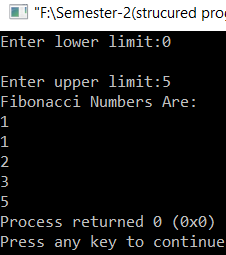 "F:\Semester-2(strucured pro
Enter lower limit:0
Enter upper limit:5
Fibonacci Numbers Are:
1
1
2
3
5
Process returned 0 (0x0)
Press any key to continue